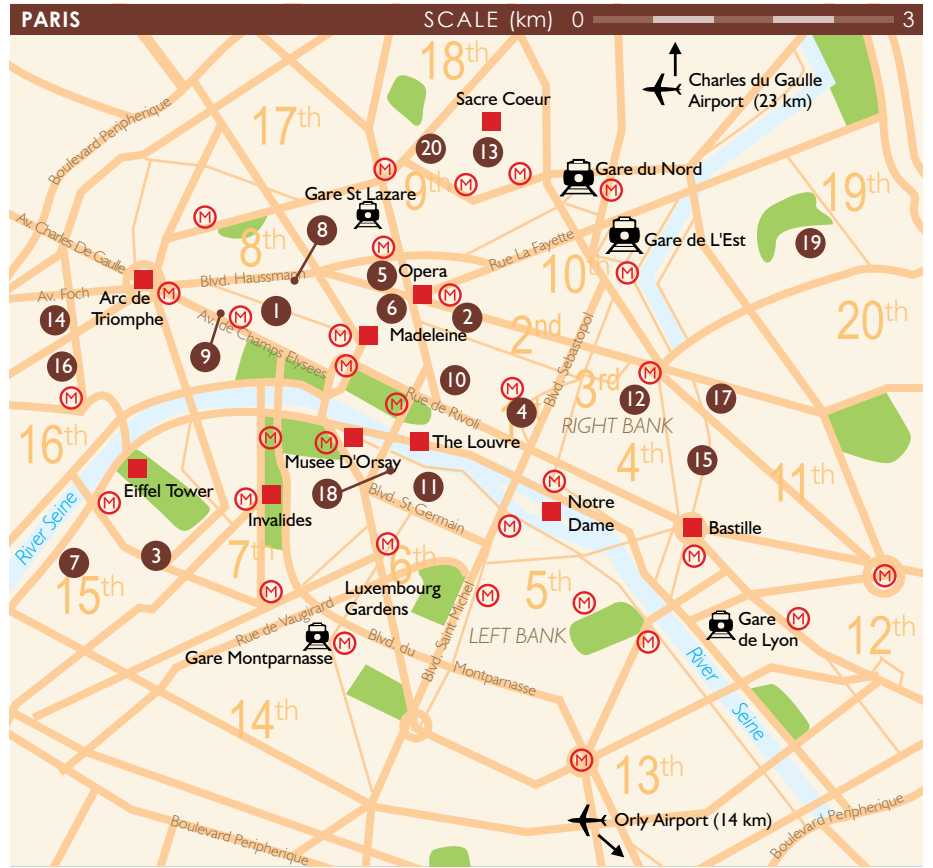 PARIS
SCALE (km) 0 3
18th
Charles du Gaulle
Airport (23 km)
Sacre Coeur
Boulevard Peripherique
17th
20
13
M
9th
M
M
Gare du Nord
M
Gare St Lazare
19th
M
Av. Charles De Gaulle
8
8th
M
Rue La Fayette
Gare de L'Est
19
10th
M
Blvd. Haussmann
5
Opera
Av. Foch
Arc de
Triomphe
M
M
14
1
6
2
20th
Av. de Champs Elysees
M
M
Madeleine
2nd
Blvd. Sebastopol
9
16
M
10
3rd
M
M
M
Rue de Rivoli
M
4
12
17
RIGHT BANK
16th
M
M
Musee D'Orsay
The Louvre
4th
15
11th
Eiffel Tower
18
11
M
M
M
Invalides
Blvd. St Germain
Notre
Dame
M
Bastille
River Seine
7
3
7th
M
6th
M
M
15th
M
Luxembourg
Gardens
M
5th
M
Rue de Vaugirard
Blvd. Saint Michel
Gare
de Lyon
M
12th
Gare Montparnasse
M
Blvd. du
Montparnasse
LEFT BANK
M
River
Seine
14th
M
13th
Orly Airport (14 km)
Boulevard Peripherique
Boulevard Peripherique